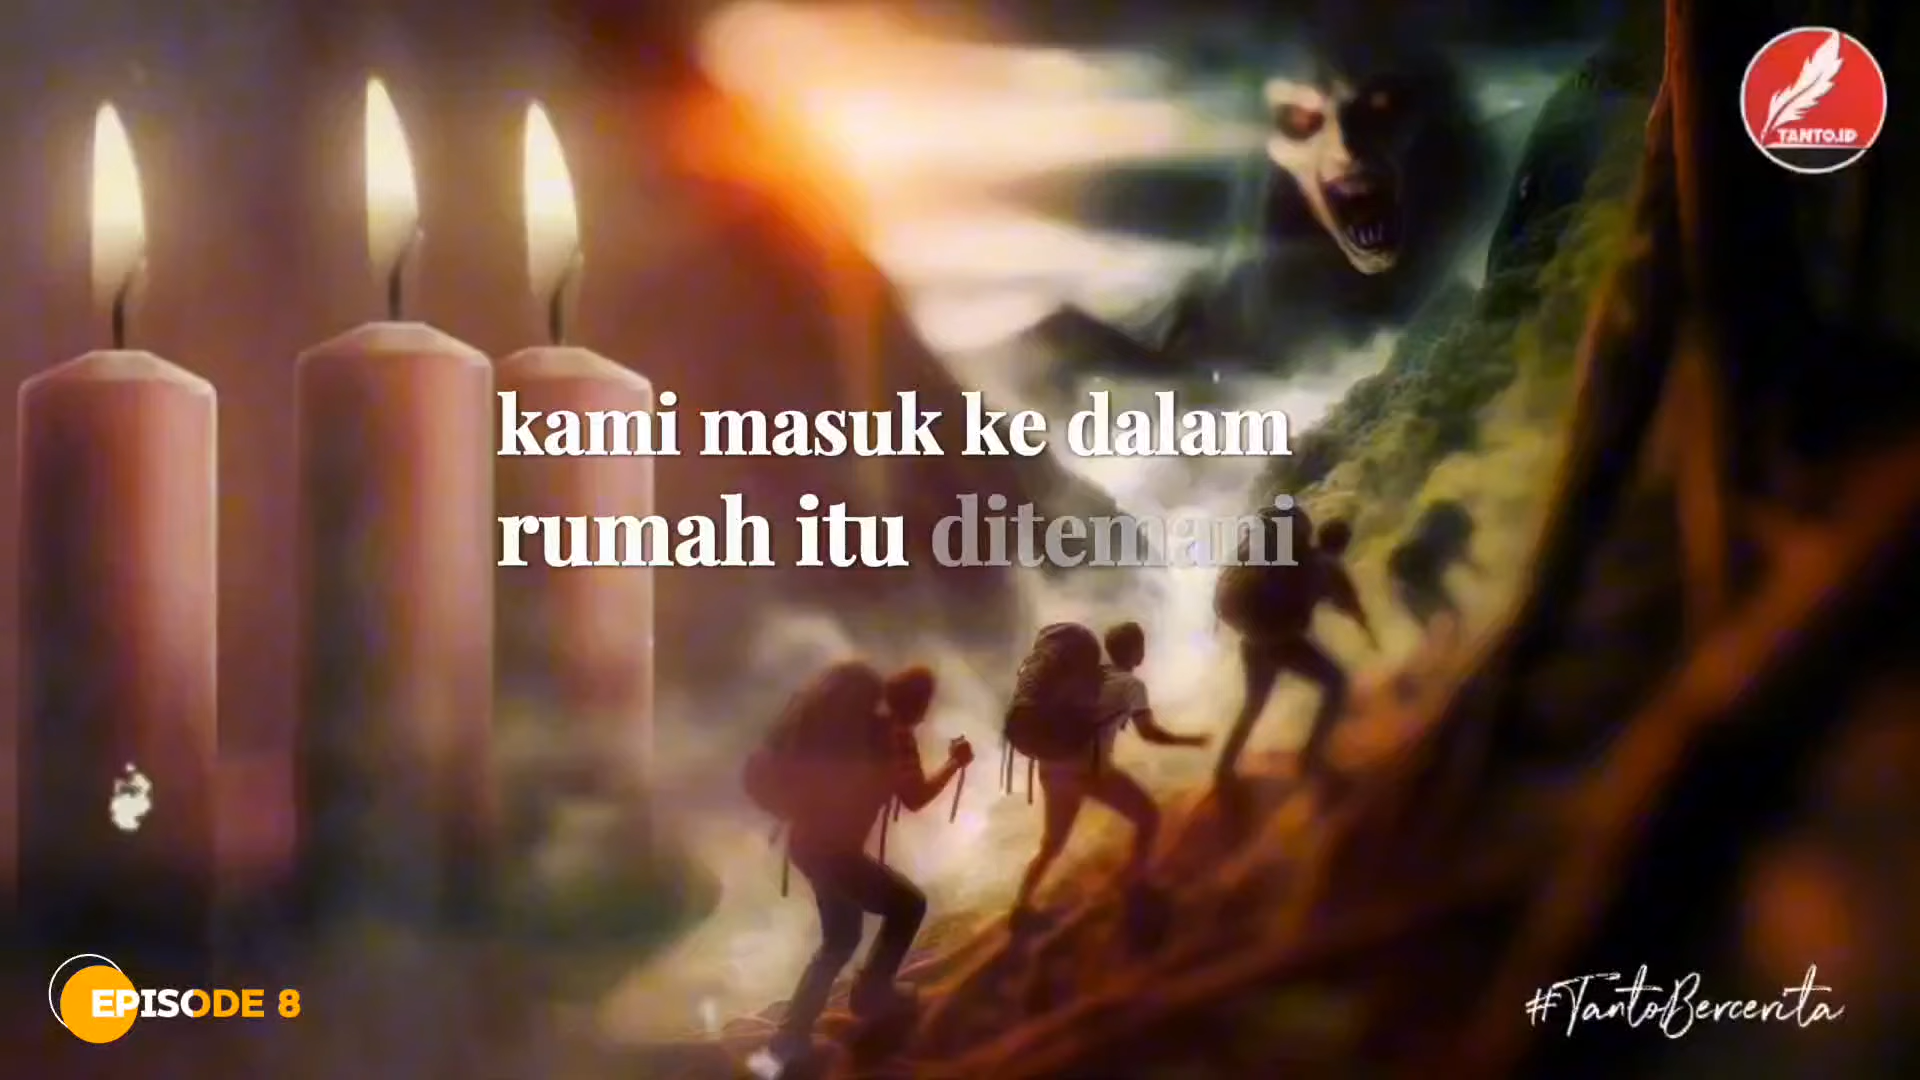 TANTO.ID
kami masuk ke dalam
rumah itu ditemani
EPISODE 8
#TantoBercerita